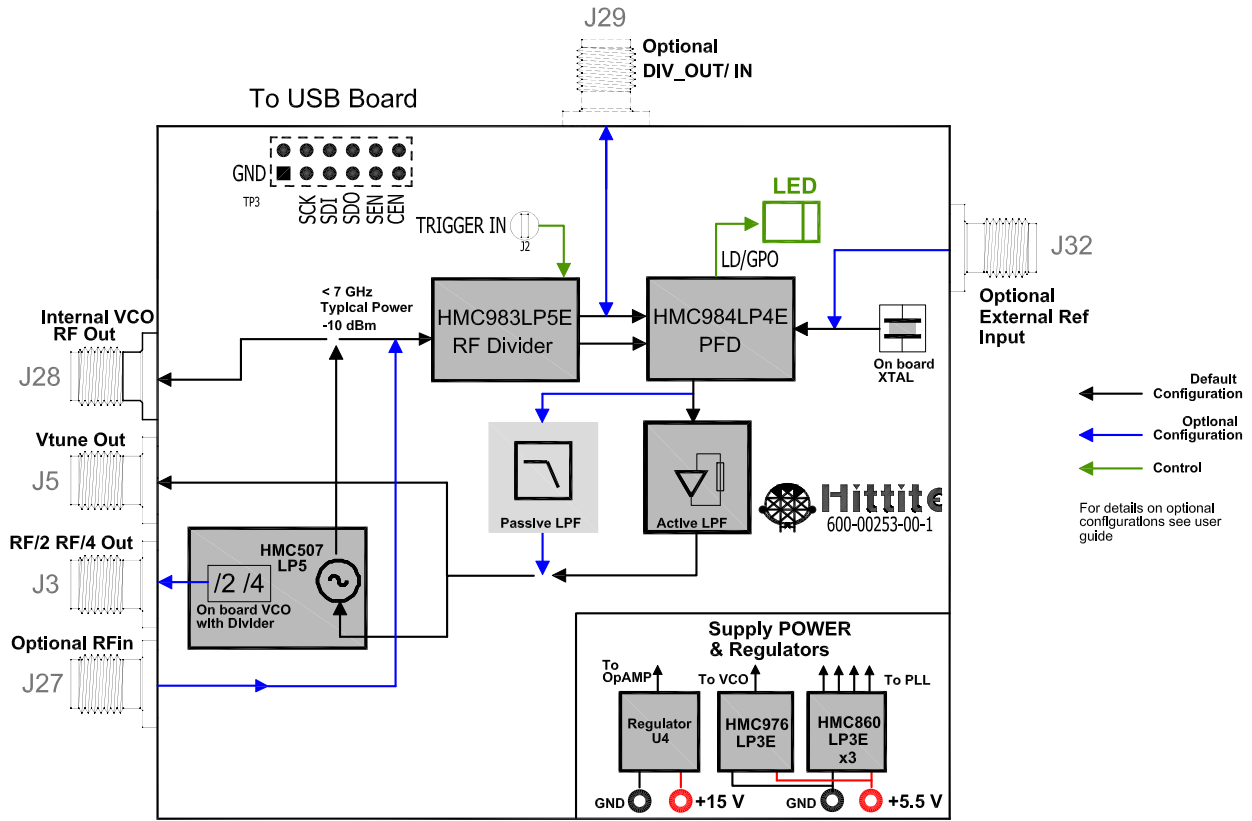 J29
Optional
DIV_OUT/ IN
To USB Board
GND
TP3
SCK
SDI
SDO
SEN
CEN
TRIGGER IN
J2
LED
LD/GPO
J32
Optional
External Ref
Input
< 7 GHz
Typical Power
-10 dBm
HMC983LP5E
RF Divider
HMC984LP4E
PFD
On board
XTAL
Internal VCO
RF Out
J28
Vtune Out
J5
RF/2 RF/4 Out
J3
Optional RFin
J27
Passive LPF
Active LPF
Hittite
600-00253-00-1
HMC507
LP5
/2 /4
On board VCO
with Divider
Default
Configuration
Optional
Configuration
Control
For details on optional
configurations see user
guide
Supply POWER
& Regulators
To
OpAMP
To VCO
To PLL
Regulator
U4
HMC976
LP3E
HMC860
LP3E
x3
GND
+15 V
GND
+5.5 V